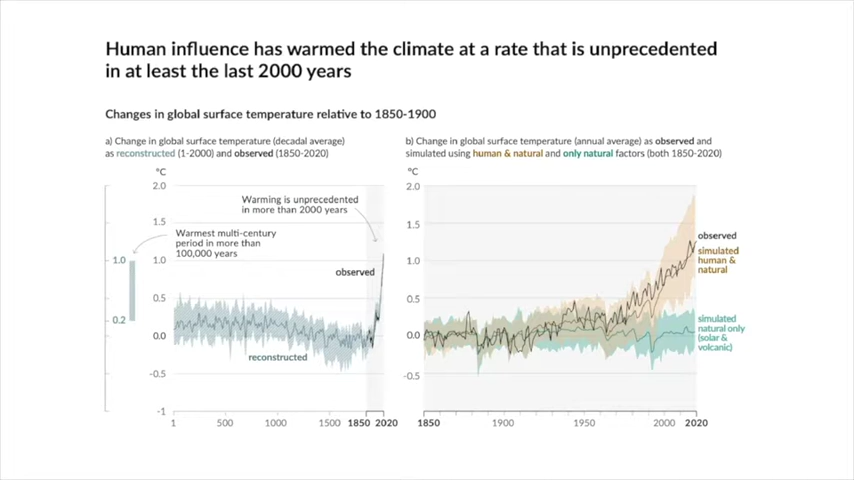 Human influence has warmed the climate at a rate that is unprecedented
in at least the last 2000 years
Changes in global surface temperature relative to 1850-1900
a) Change in global surface temperature (decadal average)
as reconstructed (1-2000) and observed (1850-2020)
°C
2.0
1.5
1.0
0.5
0.0
-0.5
-1
1.0
0.2
Warming is unprecedented
in more than 2000 years
Warmest multi-century
period in more than
100,000 years
observed
reconstructed
1
500
1000
1500
1850
2020
b) Change in global surface temperature (annual average) as observed and
simulated using human & natural and only natural factors (both 1850-2020)
°C
2.0
1.5
1.0
0.5
0.0
-0.5
observed
simulated
human &
natural
simulated
natural only
(solar &
volcanic)
1850
1900
1950
2000
2020